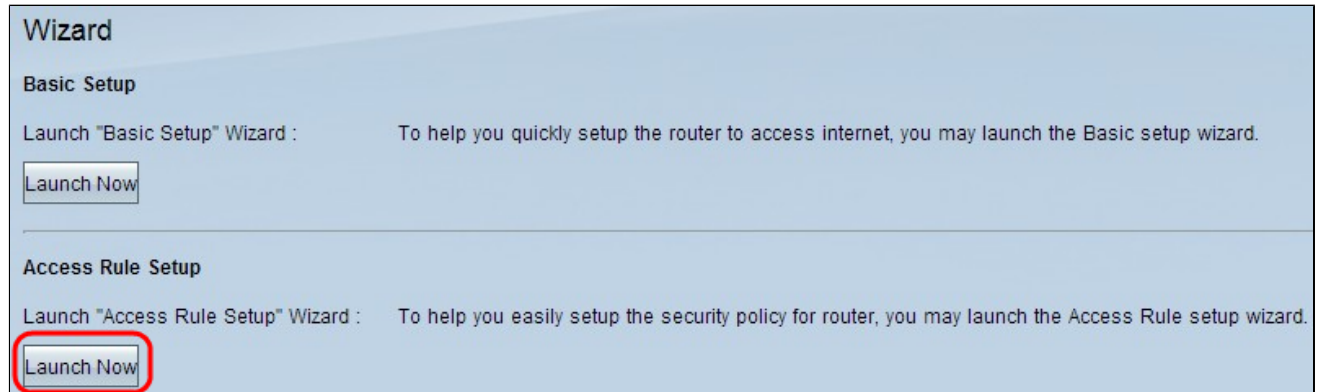 Wizard
Basic Setup
Launch "Basic Setup" Wizard : To help you quickly setup the router to access internet, you may launch the Basic setup wizard.
Launch Now
Access Rule Setup
Launch "Access Rule Setup" Wizard : To help you easily setup the security policy for router, you may launch the Access Rule setup wizard.
Launch Now